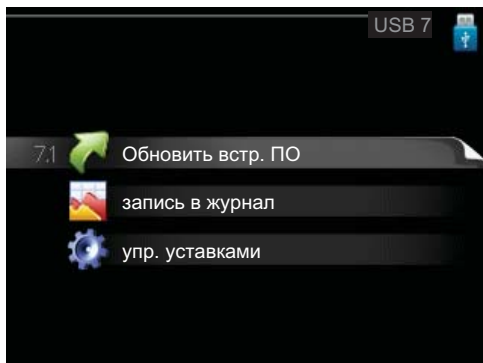 USB 7
7.1 Обновить встр. ПО
запись в журнал
упр. уставками